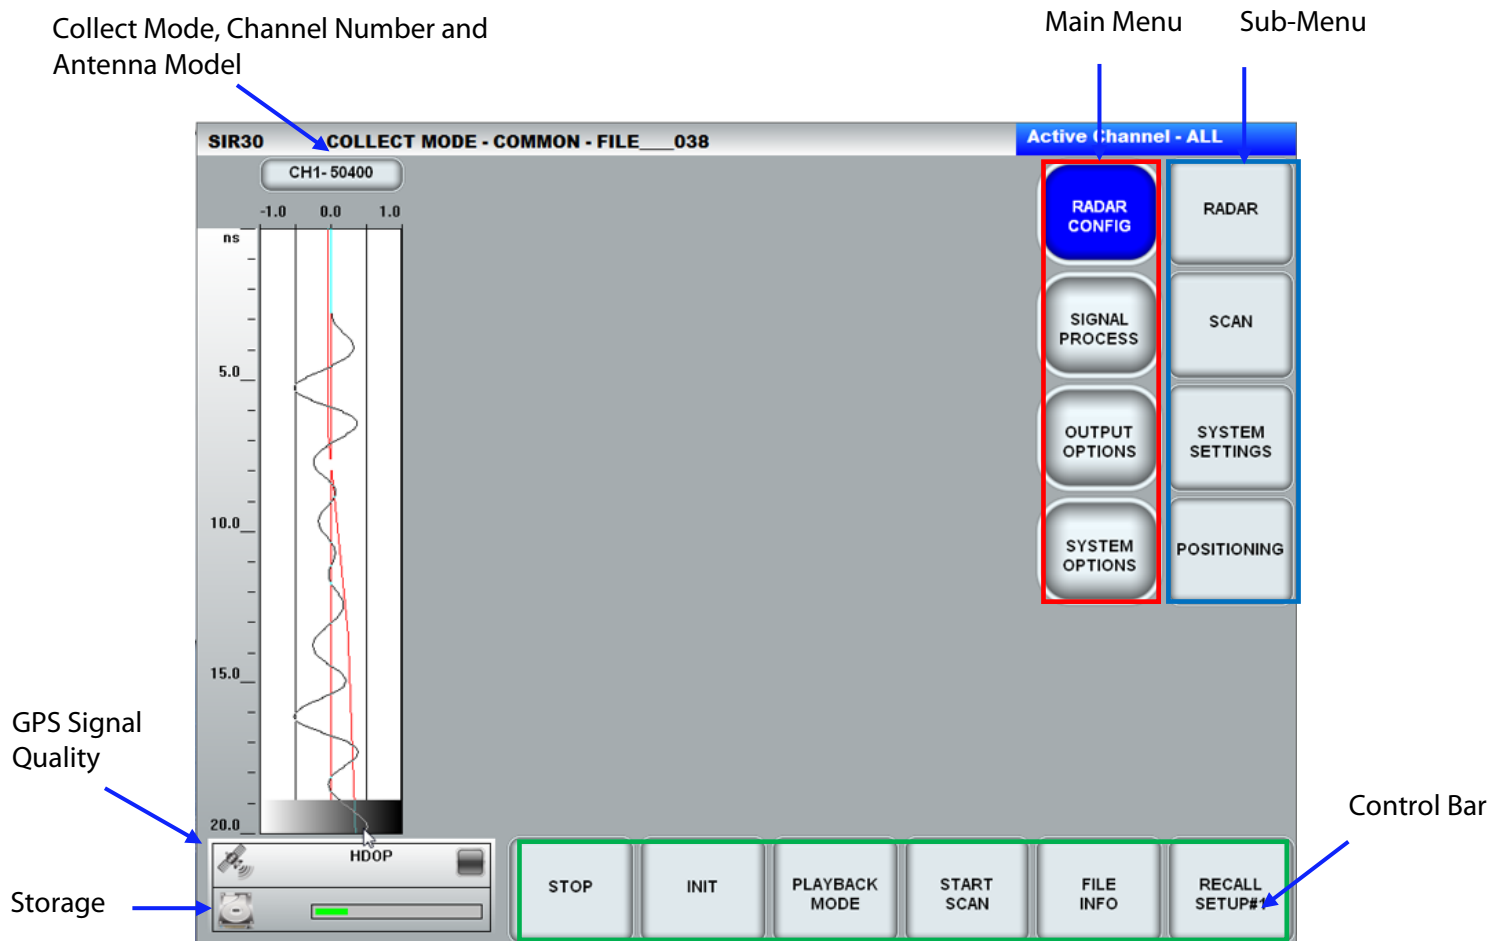 Collect Mode, Channel Number and
Antenna Model
Main Menu
Sub-Menu
SIR30 COLLECT MODE - COMMON - FILE___038
Active Channel - ALL
CH1- 50400
-1.0 0.0 1.0
ns
5.0
10.0
15.0
20.0
RADAR
CONFIG
RADAR
SIGNAL
PROCESS
SCAN
OUTPUT
OPTIONS
SYSTEM
SETTINGS
SYSTEM
OPTIONS
POSITIONING
GPS Signal
Quality
Storage
Control Bar
HDOP
STOP
INIT
PLAYBACK
MODE
START
SCAN
FILE
INFO
RECALL
SETUP#1